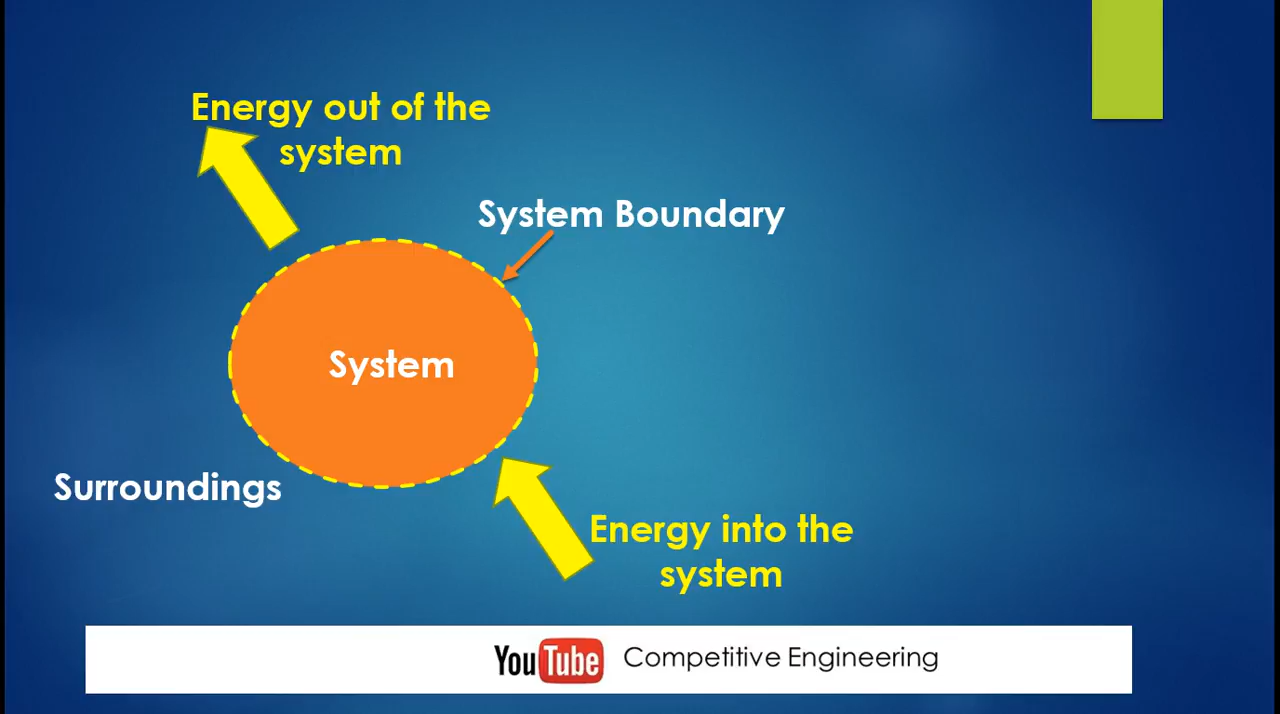 Energy out of the
system
System Boundary
System
Surroundings
Energy into the
system
YouTube Competitive Engineering